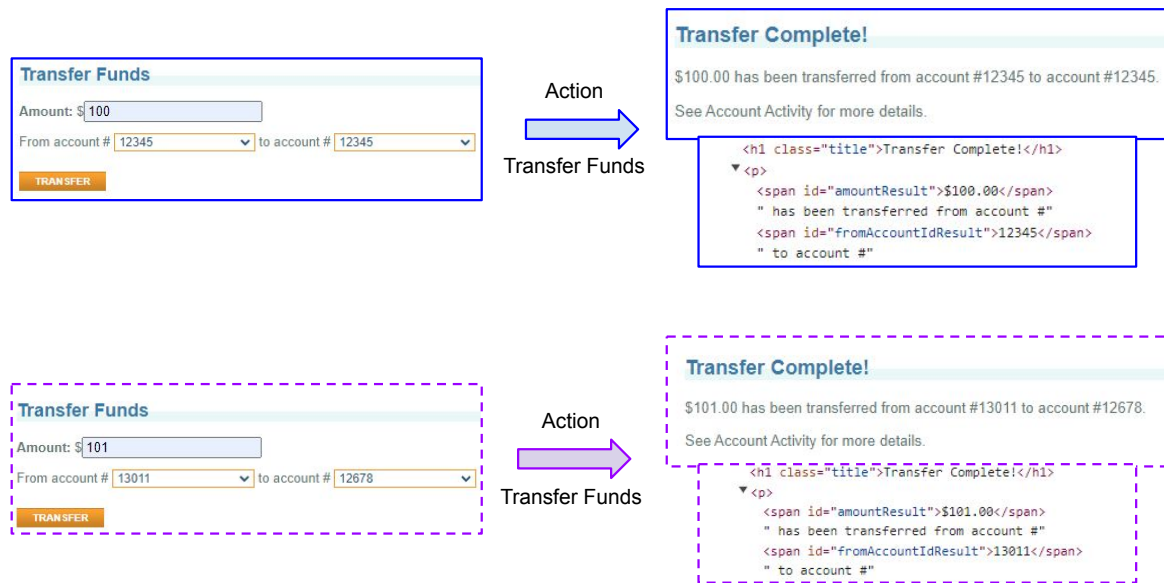 Transfer Funds
Amount: $ 100
From account # 12345 to account # 12345
TRANSFER
Action
Transfer Funds
Transfer Complete!
$100.00 has been transferred from account #12345 to account #12345.
See Account Activity for more details.
<h1 class="title">Transfer Complete!</h1>
<p>
<span id="amountResult">$100.00</span>
" has been transferred from account #"
<span id="fromAccountIdResult">12345</span>
" to account #"
Transfer Funds
Amount: $ 101
From account # 13011 to account # 12678
TRANSFER
Action
Transfer Funds
Transfer Complete!
$101.00 has been transferred from account #13011 to account #12678.
See Account Activity for more details.
<h1 class="title">Transfer Complete!</h1>
<p>
<span id="amountResult">$101.00</span>
" has been transferred from account #"
<span id="fromAccountIdResult">13011</span>
" to account #"